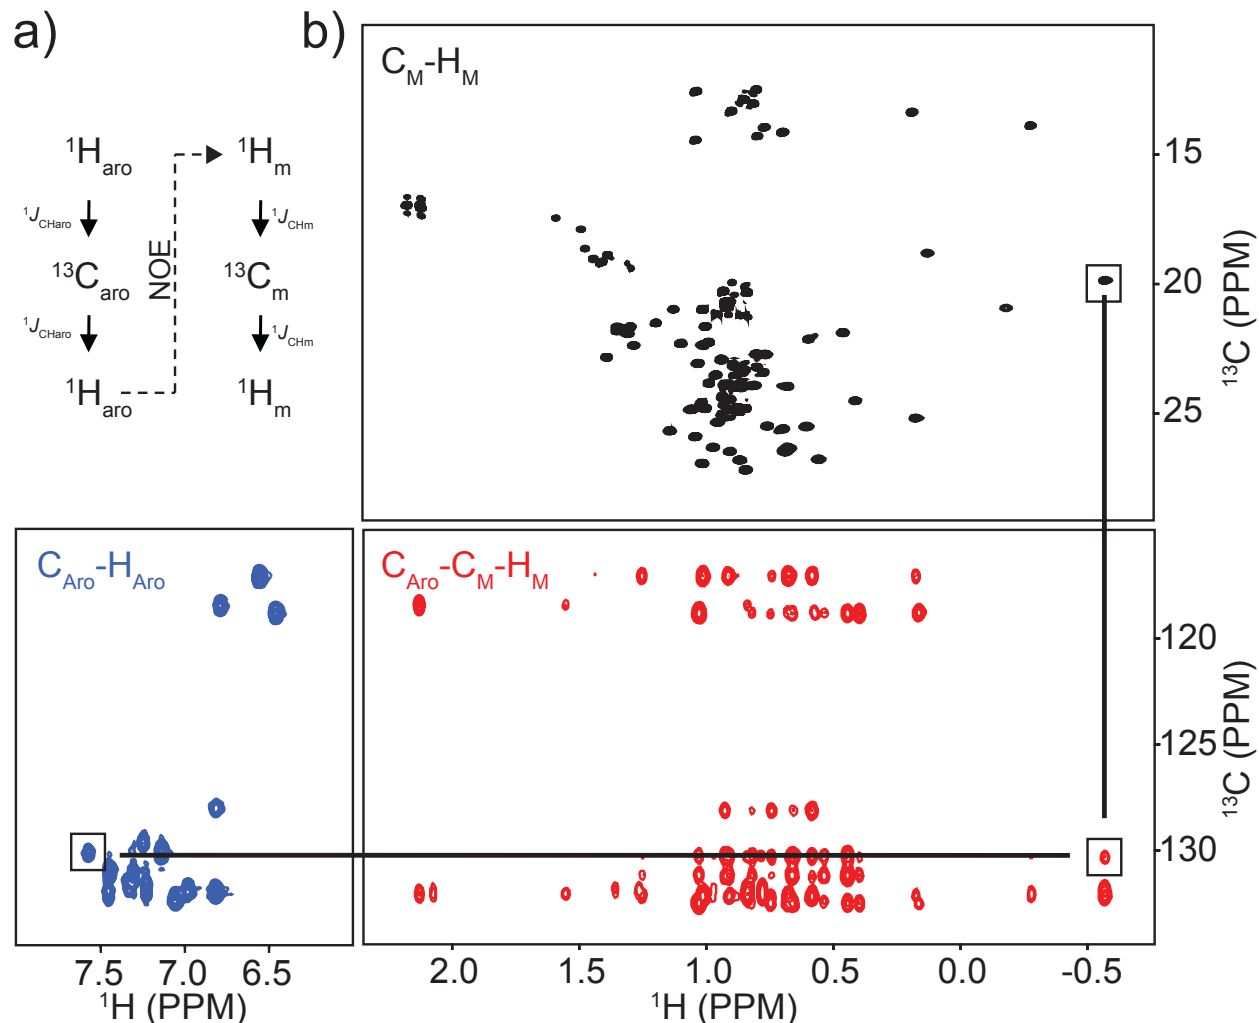 a)
b)
¹H_aro
¹J_CHaro
¹³C_aro
¹J_CHaro
¹H_aro
NOE
¹H_m
¹J_CHm
¹³C_m
¹J_CHm
¹H_m
C_M-H_M
15
20
25
¹³C (PPM)
C_Aro-H_Aro
7.5 7.0 6.5
¹H (PPM)
C_Aro-C_M-H_M
120
125
130
¹³C (PPM)
2.0 1.5 1.0 0.5 0.0 -0.5
¹H (PPM)